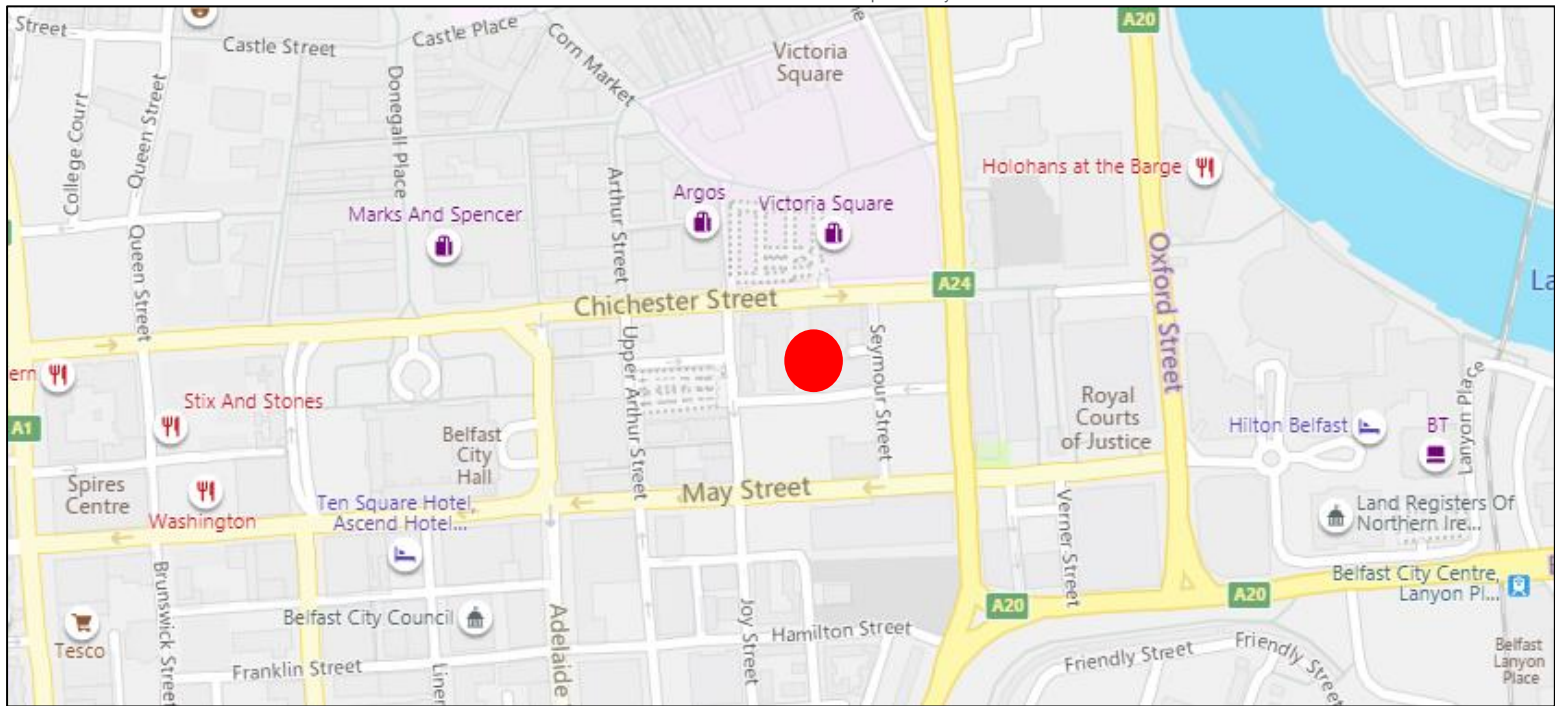 Street
Castle Street
Castle Place
Corn Market
Victoria
Square
A20
College Court
Queen Street
Donegall Place
Holohans at the Barge
Argos
Victoria Square
Marks And Spencer
Arthur Street
Queen Street
Oxford Street
A24
La
Chichester Street
Upper Arthur Street
Seymour Street
ern
Stix And Stones
A1
Belfast
City
Hall
Royal
Courts
of Justice
Hilton Belfast
BT
Lanyon Place
Spires
Centre
Washington
Ten Square Hotel,
Ascend Hotel...
May Street
Verner Street
Land Registers Of
Northern Ire...
Belfast City Centre,
Lanyon Pl...
Brunswick Street
Belfast City Council
Adelaide
Joy Street
A20
A20
Tesco
Franklin Street
Liner
Hamilton Street
Friendly Street
Friendly Street
Belfast
Lanyon
Place